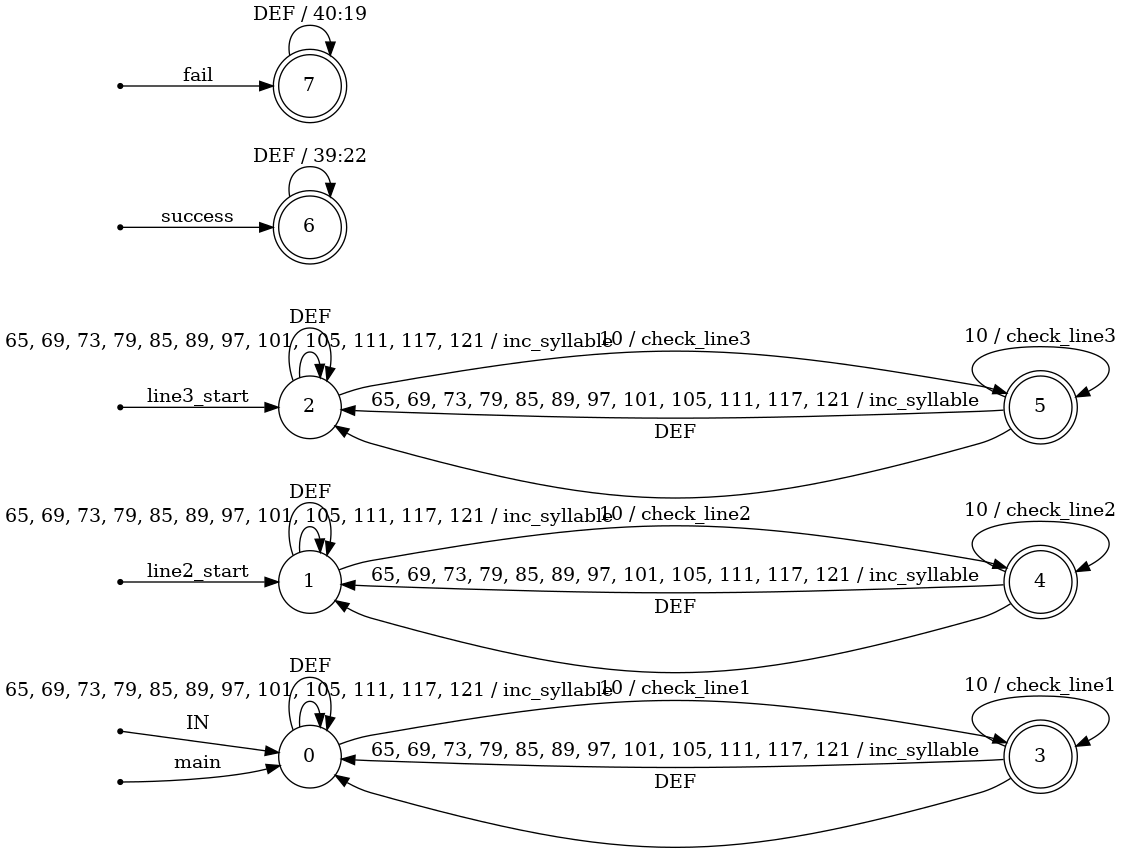 DEF / 40:19
fail
7
DEF / 39:22
success
6
DEF
65, 69, 73, 79, 85, 89, 97, 101, 105, 111, 117, 121 / inc_syllable
10 / check_line3
10 / check_line3
line3_start
2
65, 69, 73, 79, 85, 89, 97, 101, 105, 111, 117, 121 / inc_syllable
5
DEF
DEF
65, 69, 73, 79, 85, 89, 97, 101, 105, 111, 117, 121 / inc_syllable
10 / check_line2
10 / check_line2
line2_start
1
65, 69, 73, 79, 85, 89, 97, 101, 105, 111, 117, 121 / inc_syllable
4
DEF
DEF
65, 69, 73, 79, 85, 89, 97, 101, 105, 111, 117, 121 / inc_syllable
10 / check_line1
10 / check_line1
IN
main
0
65, 69, 73, 79, 85, 89, 97, 101, 105, 111, 117, 121 / inc_syllable
3
DEF